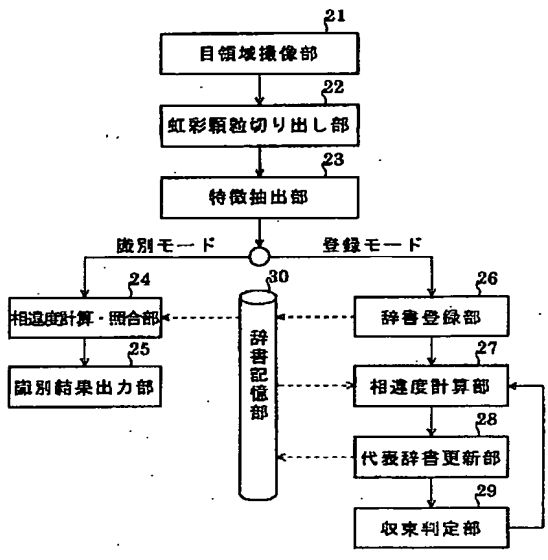 21
目領域撮像部
22
虹彩顆粒切り出し部
23
特徴抽出部
識別モード
登録モード
24
相違度計算・照合部
25
識別結果出力部
30
辞書記憶部
26
辞書登録部
27
相違度計算部
28
代表辞書更新部
29
収束判定部